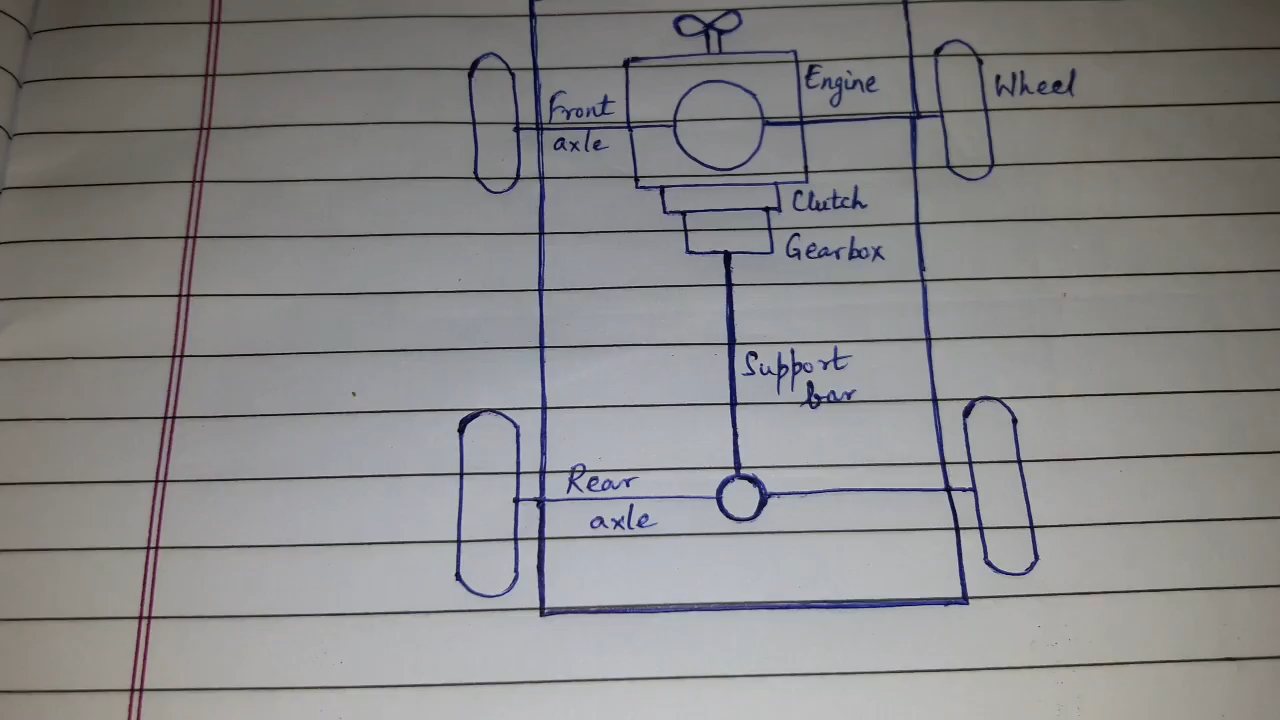 Engine
Wheel
Front
axle
Clutch
Gearbox
Support
bar
Rear
axle